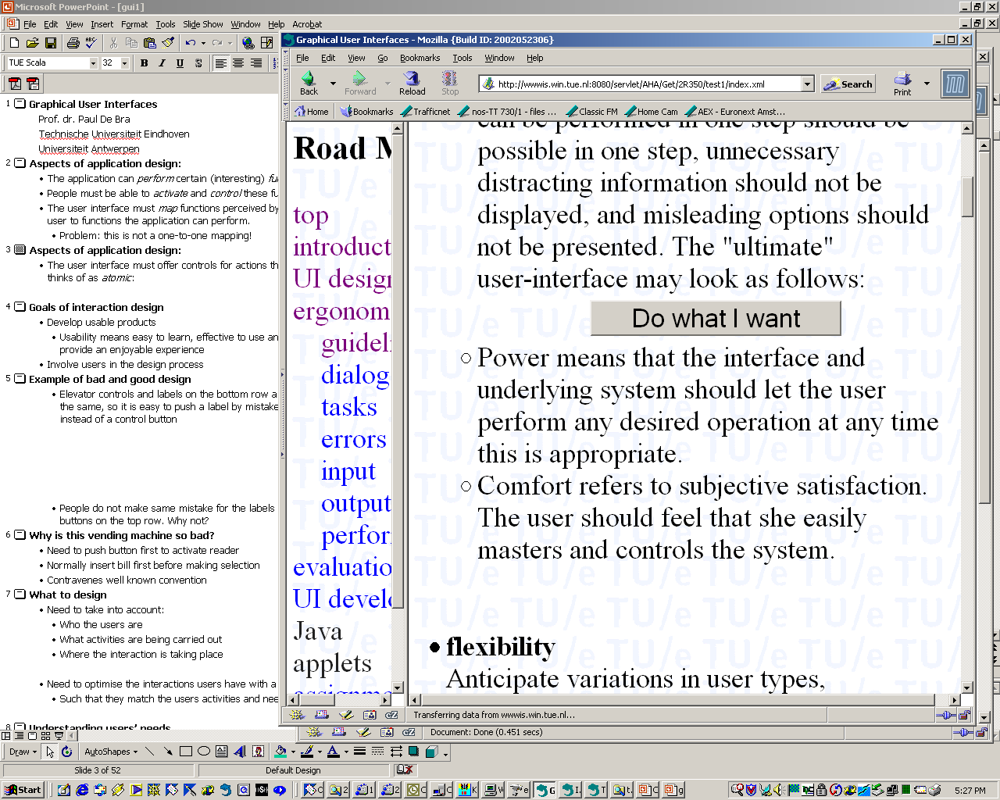 Microsoft PowerPoint - [gui1]
File Edit View Insert Format Tools Slide Show Window Help Acrobat
TUE Scala 32 B I U S
1 Graphical User Interfaces
Prof. dr. Paul De Bra
Technische Universiteit Eindhoven
Universiteit Antwerpen
2 Aspects of application design:
• The application can perform certain (interesting) fu
• People must be able to activate and control these fu
• The user interface must map functions perceived by
user to functions the application can perform.
• Problem: this is not a one-to-one mapping!
3 Aspects of application design:
• The user interface must offer controls for actions th
thinks of as atomic:
4 Goals of interaction design
• Develop usable products
• Usability means easy to learn, effective to use an
provide an enjoyable experience
• Involve users in the design process
5 Example of bad and good design
• Elevator controls and labels on the bottom row a
the same, so it is easy to push a label by mistake
instead of a control button
• People do not make same mistake for the labels
buttons on the top row. Why not?
6 Why is this vending machine so bad?
• Need to push button first to activate reader
• Normally insert bill first before making selection
• Contravenes well known convention
7 What to design
• Need to take into account:
• Who the users are
• What activities are being carried out
• Where the interaction is taking place
• Need to optimise the interactions users have with a
• Such that they match the users activities and nee
8 Understanding users' needs
Draw AutoShapes
Slide 3 of 52 Default Design
Graphical User Interfaces - Mozilla {Build ID: 2002052306}
File Edit View Go Bookmarks Tools Window Help
Back Forward Reload Stop http://wwwis.win.tue.nl:8080/servlet/AHA/Get/2R350/test1/index.xml Search Print
Home Bookmarks Trafficnet nos-TT 730/1 - files ... Classic FM Home Cam AEX - Euronext Amst...
Road M
top
introduct
UI design
ergonom
guideli
dialog
tasks
errors
input
output
perfor
evaluatio
UI develo
Java
applets
assignme
can be performed in one step should be
possible in one step, unnecessary
distracting information should not be
displayed, and misleading options should
not be presented. The "ultimate"
user-interface may look as follows:
Do what I want
Power means that the interface and
underlying system should let the user
perform any desired operation at any time
this is appropriate.
Comfort refers to subjective satisfaction.
The user should feel that she easily
masters and controls the system.
• flexibility
Anticipate variations in user types,
Transferring data from wwwis.win.tue.nl...
Document: Done (0.451 secs)
Start 5:27 PM